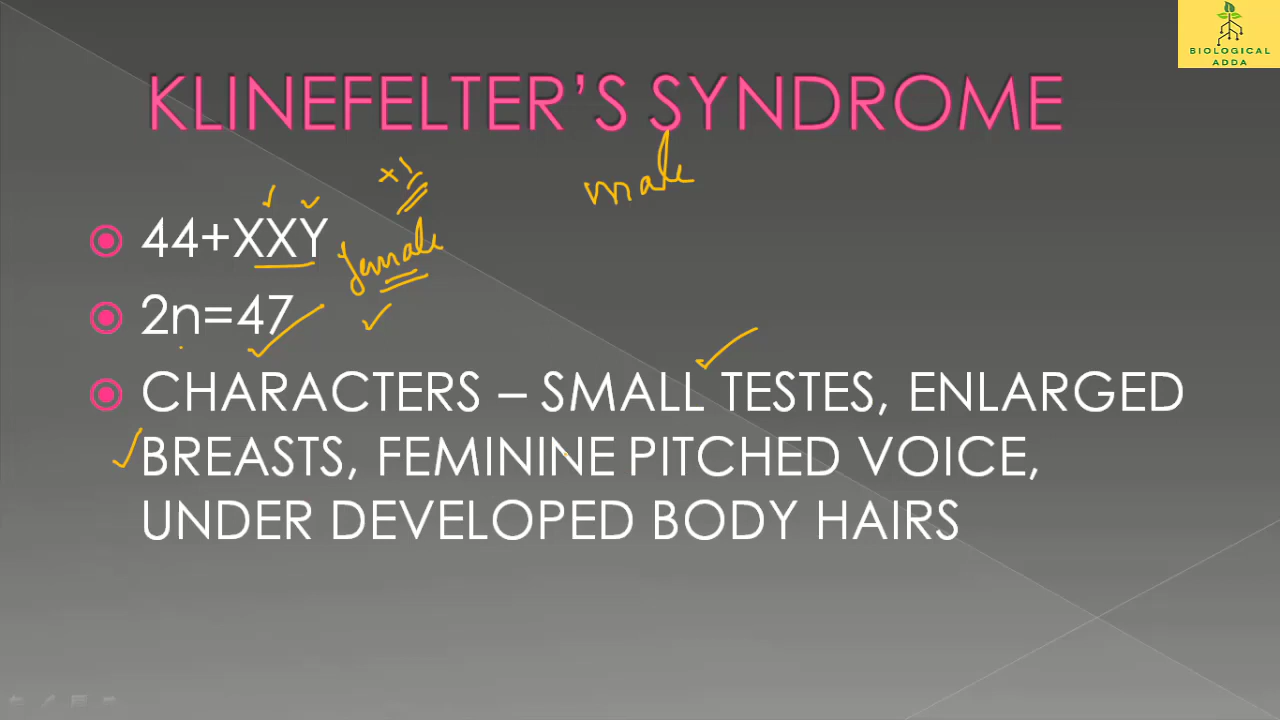 BIOLOGICAL
ADDA
KLINEFELTER'S SYNDROME
male
44+XXY
female
2n=47
CHARACTERS – SMALL TESTES, ENLARGED
BREASTS, FEMININE PITCHED VOICE,
UNDER DEVELOPED BODY HAIRS